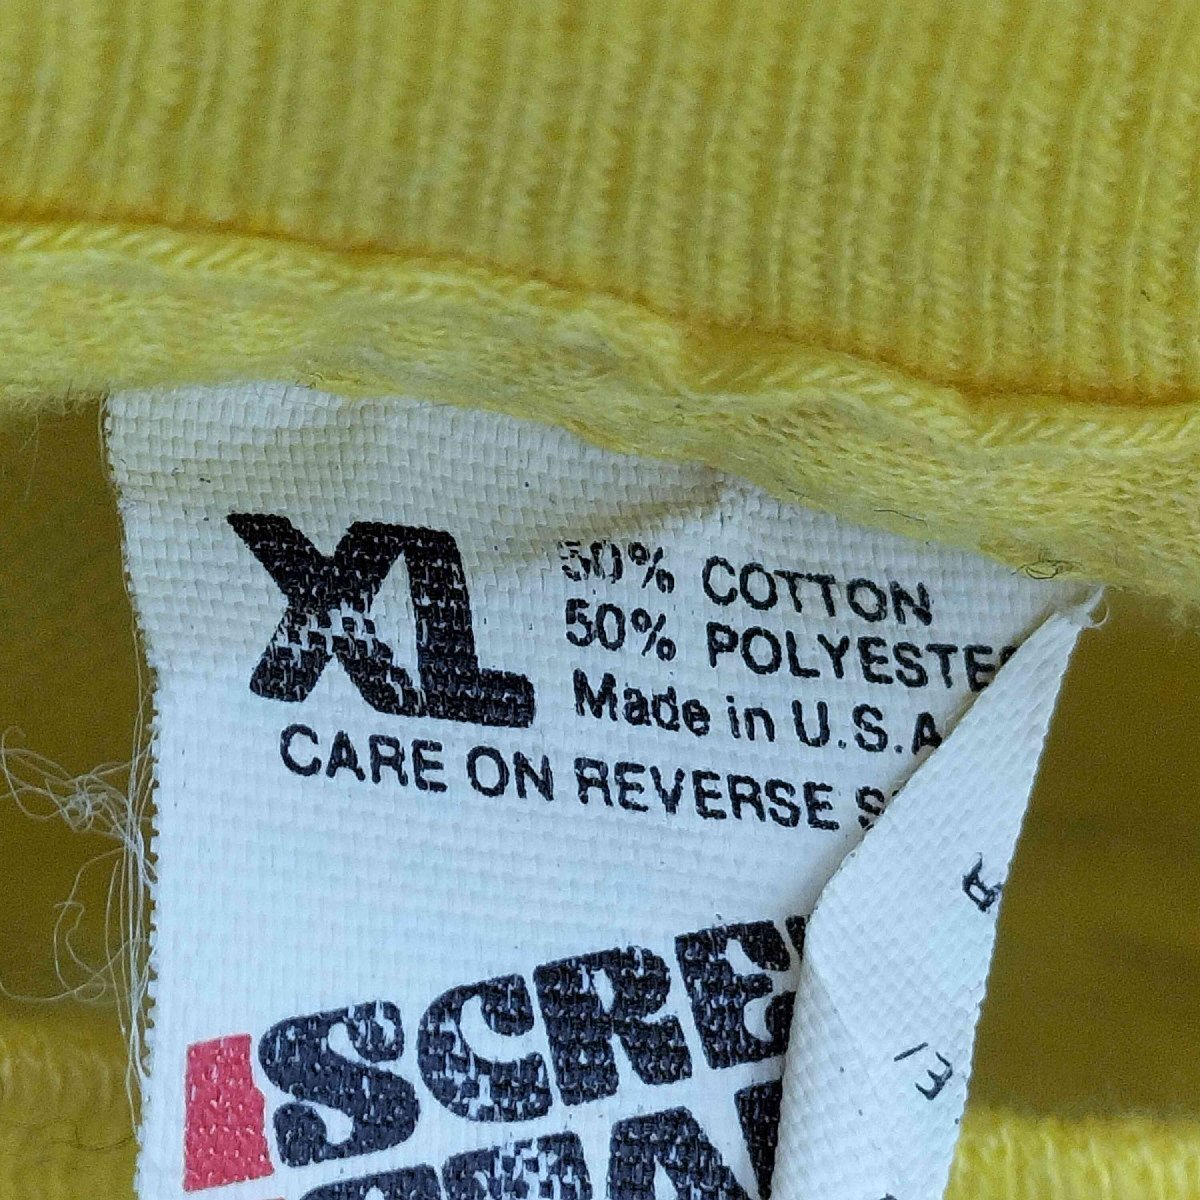 XL
50% COTTON
50% POLYESTE
Made in U.S.A
CARE ON REVERSE S
SCRE